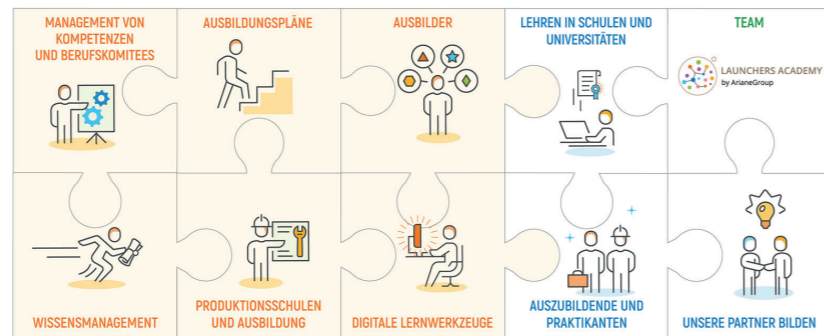 MANAGEMENT VON
KOMPETENZEN
UND BERUFSKOMITEES
AUSBILDUNGSPLÄNE
AUSBILDER
LEHREN IN SCHULEN UND
UNIVERSITÄTEN
TEAM
LAUNCHERS ACADEMY
by ArianeGroup
WISSENSMANAGEMENT
PRODUKTIONSSCHULEN
UND AUSBILDUNG
DIGITALE LERNWERKZEUGE
AUSZUBILDENDE UND
PRAKTIKANTEN
UNSERE PARTNER BILDEN